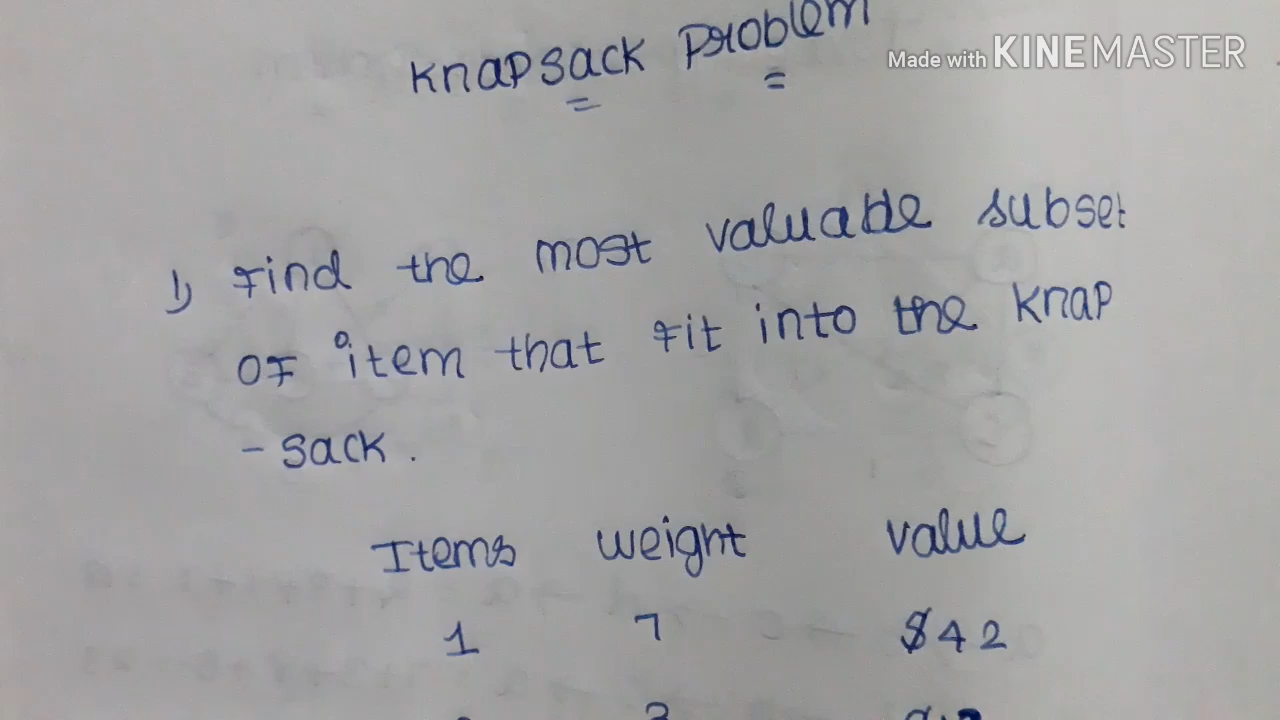 Knapsack Problem
Made with KINEMASTER
1) Find the most valuable subset
of item that fit into the knap
- sack.
Items weight value
1 7 $42